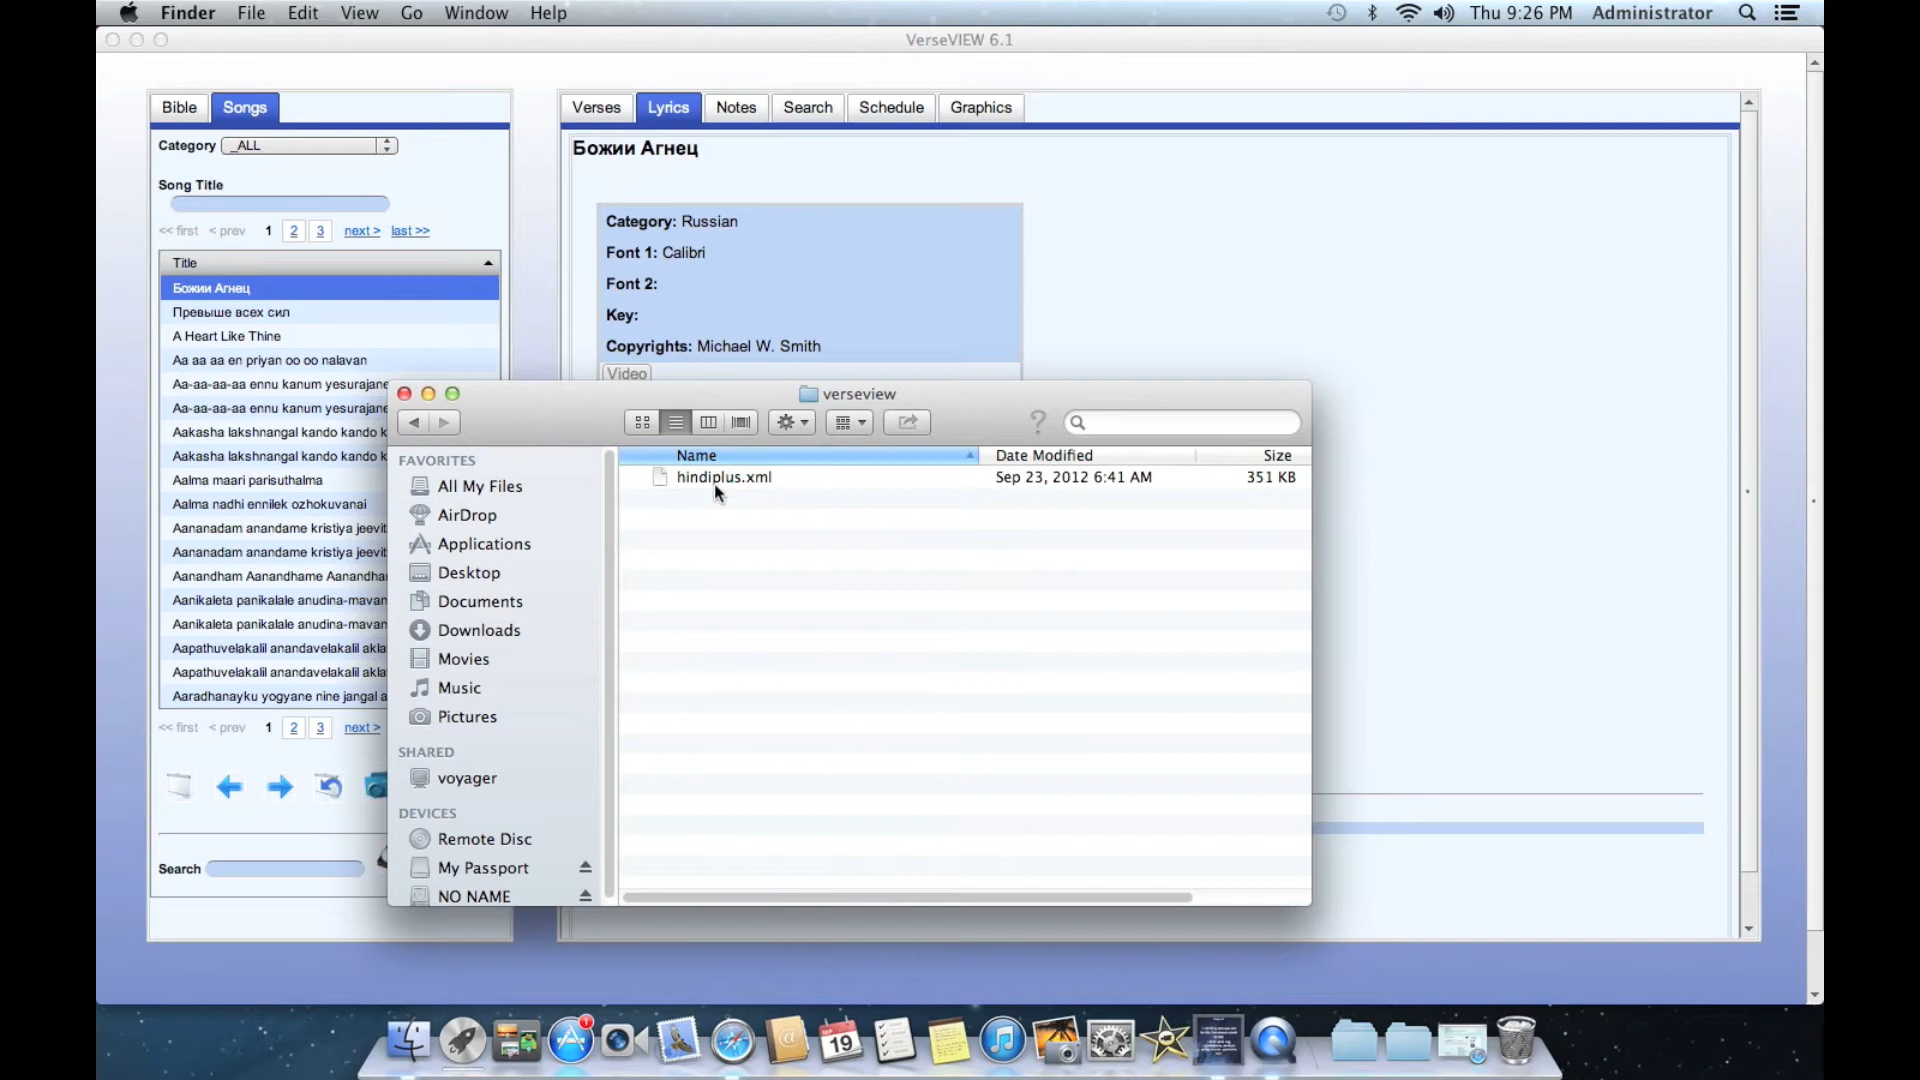 Finder File Edit View Go Window Help Thu 9:26 PM Administrator
VerseVIEW 6.1
Bible Songs
Category _ALL
Song Title
<< first < prev 1 2 3 next > last >>
Title
Божии Агнец
Превыше всех сил
A Heart Like Thine
Aa aa aa en priyan oo oo nalavan
Aa-aa-aa-aa ennu kanum yesurajane
Aa-aa-aa-aa ennu kanum yesurajane
Aakasha lakshnangal kando kando k
Aakasha lakshnangal kando kando k
Aalma maari parisuthatma
Aalma nadhi ennilek ozhokuvanai
Aananadam anandame kristiya jeevit
Aananadam anandame kristiya jeevit
Aanandham Aanandhame Aanandha
Aanikaleta panikalale anudina-mavan
Aanikaleta panikalale anudina-mavan
Aapathuvelakalil anandavelakalil akla
Aapathuvelakalil anandavelakalil akla
Aaradhanayku yogyane nine jangal a
<< first < prev 1 2 3 next >
Search
Verses Lyrics Notes Search Schedule Graphics
Божии Агнец
Category: Russian
Font 1: Calibri
Font 2:
Key:
Copyrights: Michael W. Smith
Video
verseview
FAVORITES
All My Files
AirDrop
Applications
Desktop
Documents
Downloads
Movies
Music
Pictures
SHARED
voyager
DEVICES
Remote Disc
My Passport
NO NAME
Name Date Modified Size
hindiplus.xml Sep 23, 2012 6:41 AM 351 KB
1
SEP
19